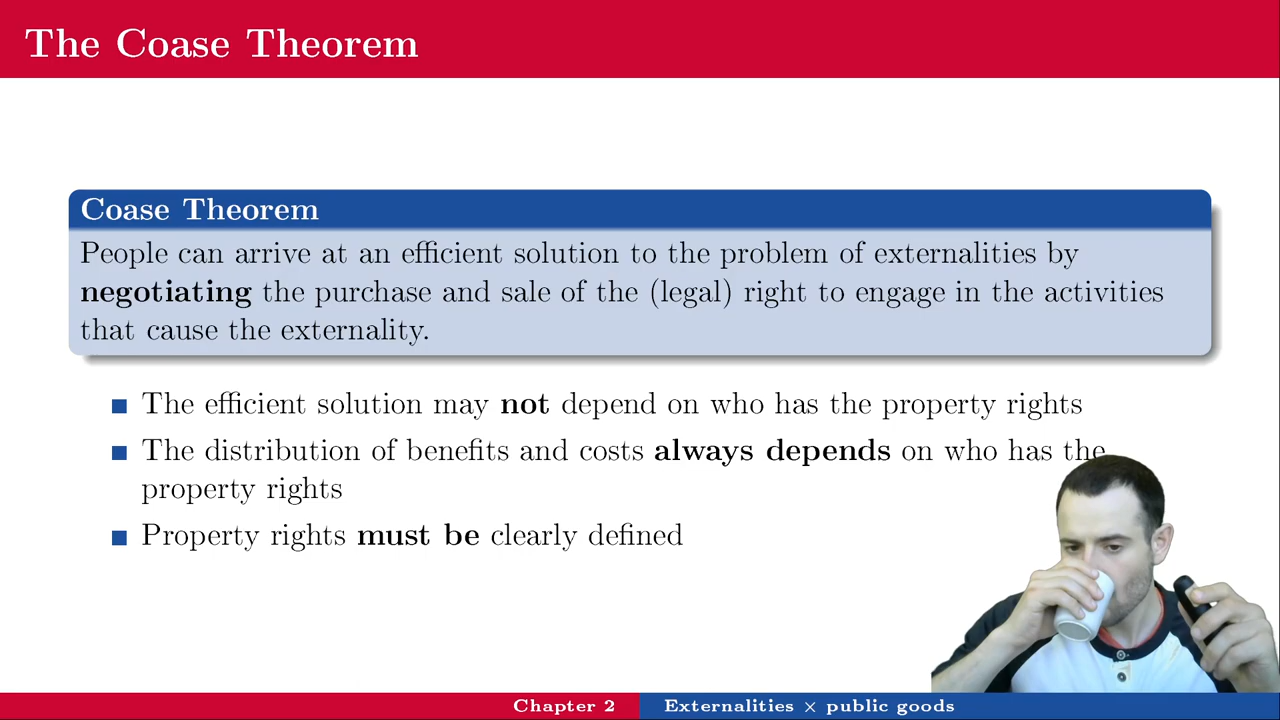 The Coase Theorem
Coase Theorem
People can arrive at an efficient solution to the problem of externalities by
negotiating the purchase and sale of the (legal) right to engage in the activities
that cause the externality.
The efficient solution may not depend on who has the property rights
The distribution of benefits and costs always depends on who has the
property rights
Property rights must be clearly defined
Chapter 2
Externalities × public goods